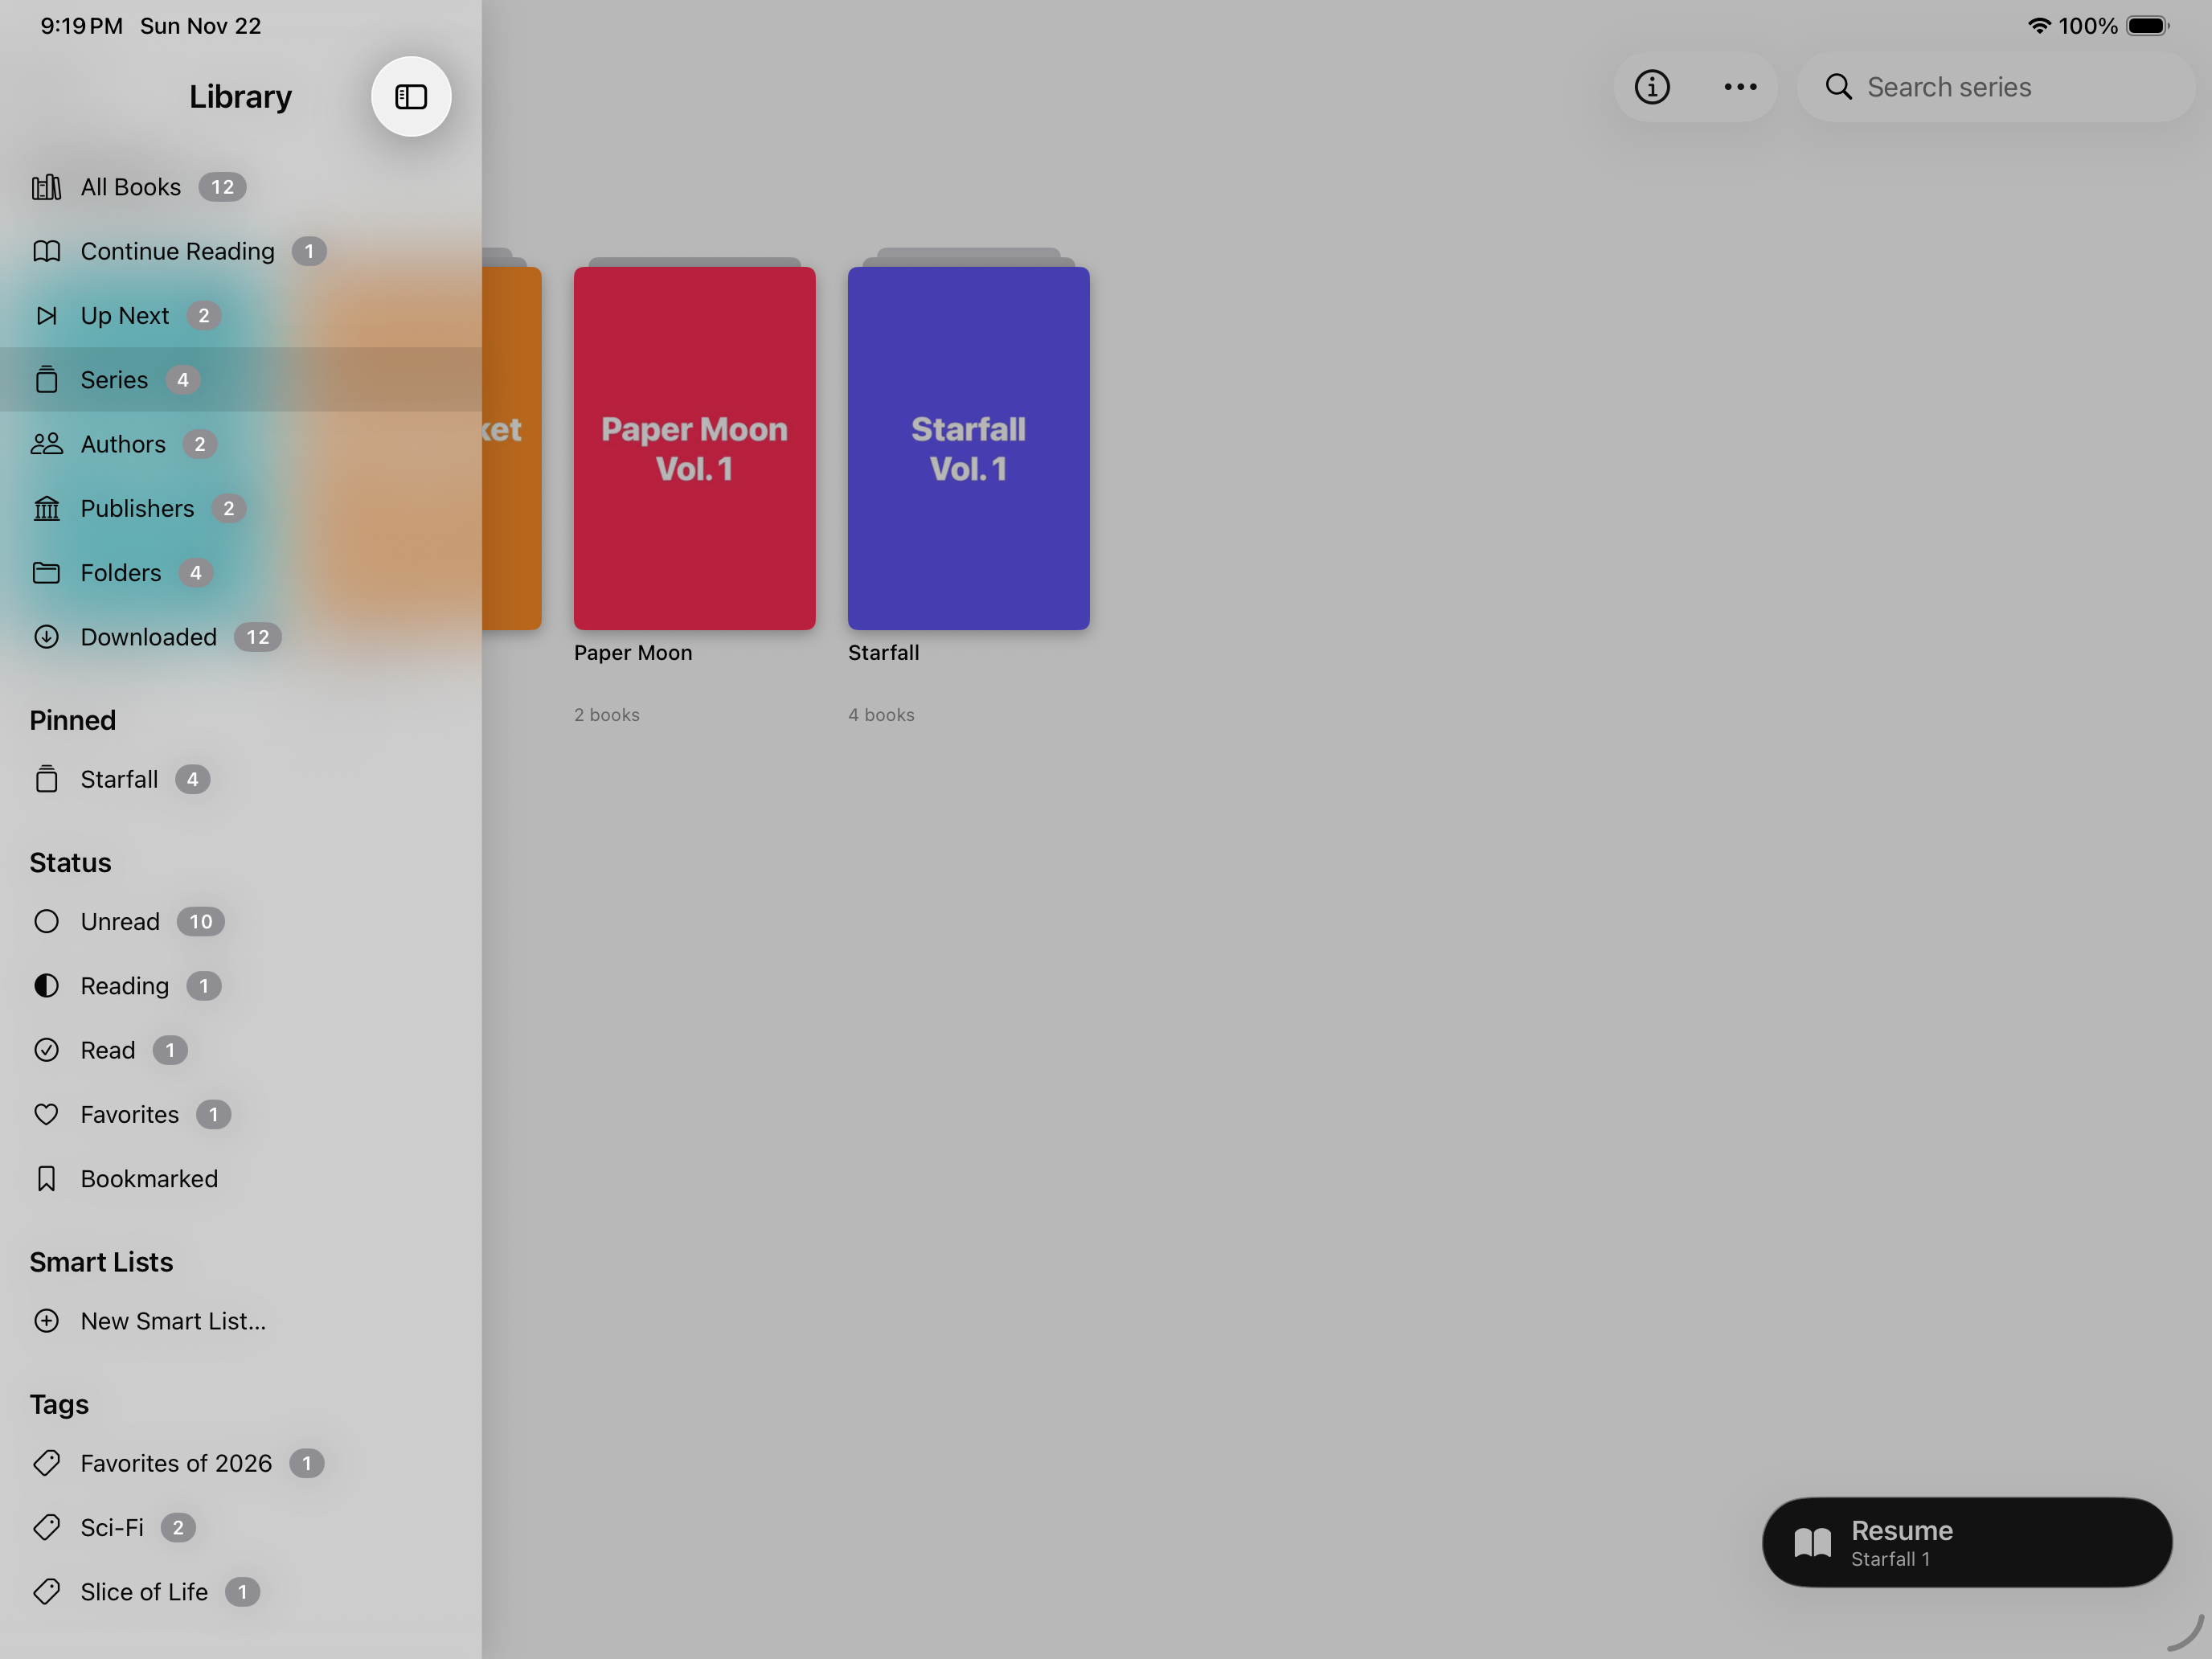 9:19 PM Sun Nov 22
100%
Library
Search series
All Books 12
Continue Reading 1
Up Next 2
Series 4
Authors 2
Publishers 2
Folders 4
Downloaded 12
Pinned
Starfall 4
Status
Unread 10
Reading 1
Read 1
Favorites 1
Bookmarked
Smart Lists
New Smart List...
Tags
Favorites of 2026 1
Sci-Fi 2
Slice of Life 1
ket
Paper Moon
Vol. 1
Paper Moon
2 books
Starfall
Vol. 1
Starfall
4 books
Resume
Starfall 1